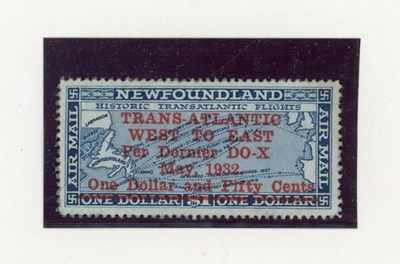 NEWFOUNDLAND
HISTORIC TRANSATLANTIC FLIGHTS
AIR MAIL
TRANS-ATLANTIC
WEST TO EAST
Per Dornier DO-X
May, 1932.
One Dollar and Fifty Cents
AIR MAIL
ONE DOLLAR $1 ONE DOLLAR